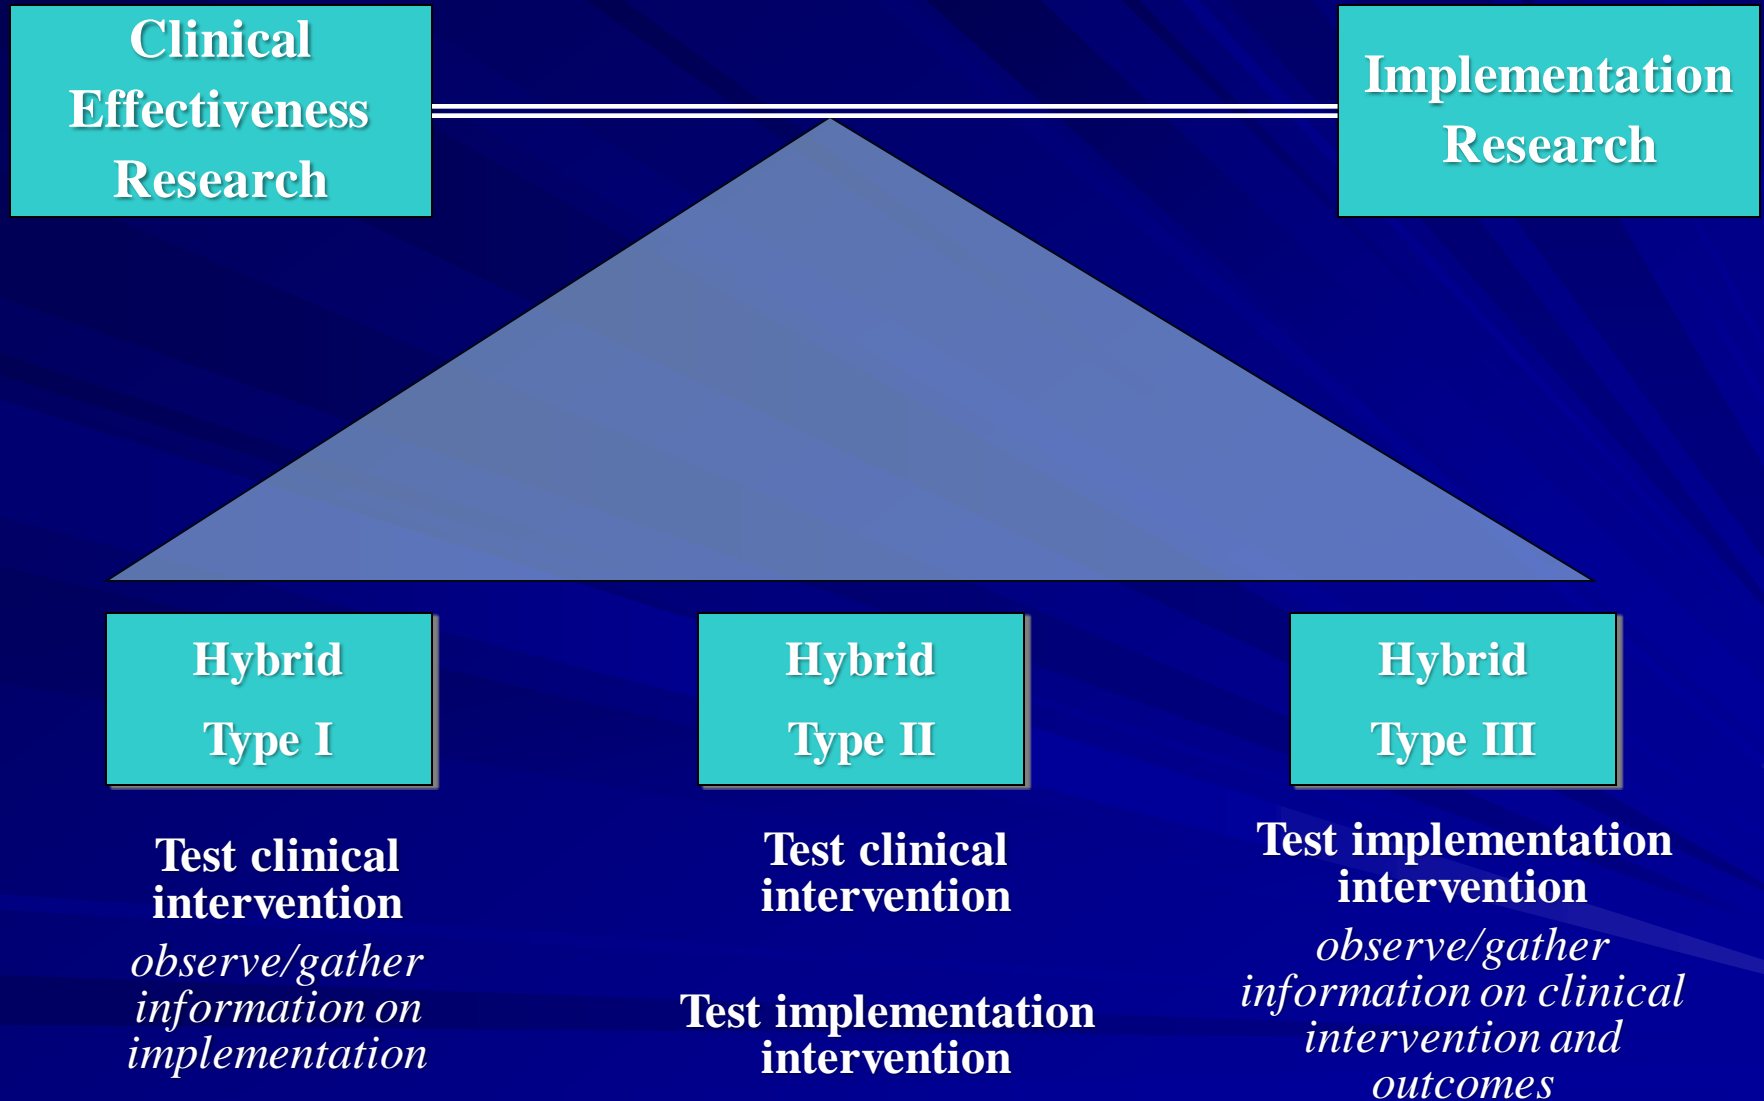 Clinical
Effectiveness
Research
Implementation
Research
Hybrid
Type I
Hybrid
Type II
Hybrid
Type III
Test clinical
intervention
observe/gather
information on
implementation
Test clinical
intervention
Test implementation
intervention
Test implementation
intervention
observe/gather
information on clinical
intervention and
outcomes